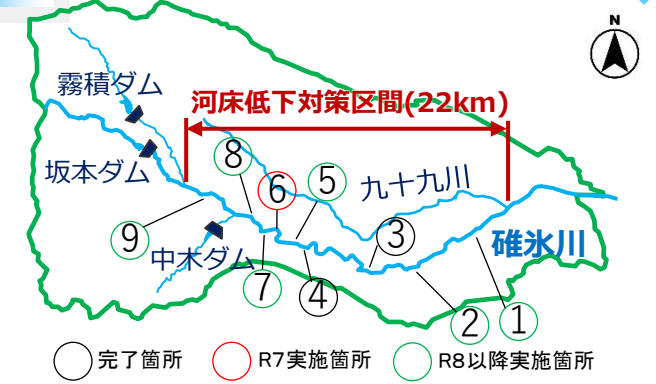 N
霧積ダム
河床低下対策区間(22km)
坂本ダム
8
6
5
九十九川
9
3
碓氷川
中木ダム
7
4
2
1
完了箇所
R7実施箇所
R8以降実施箇所